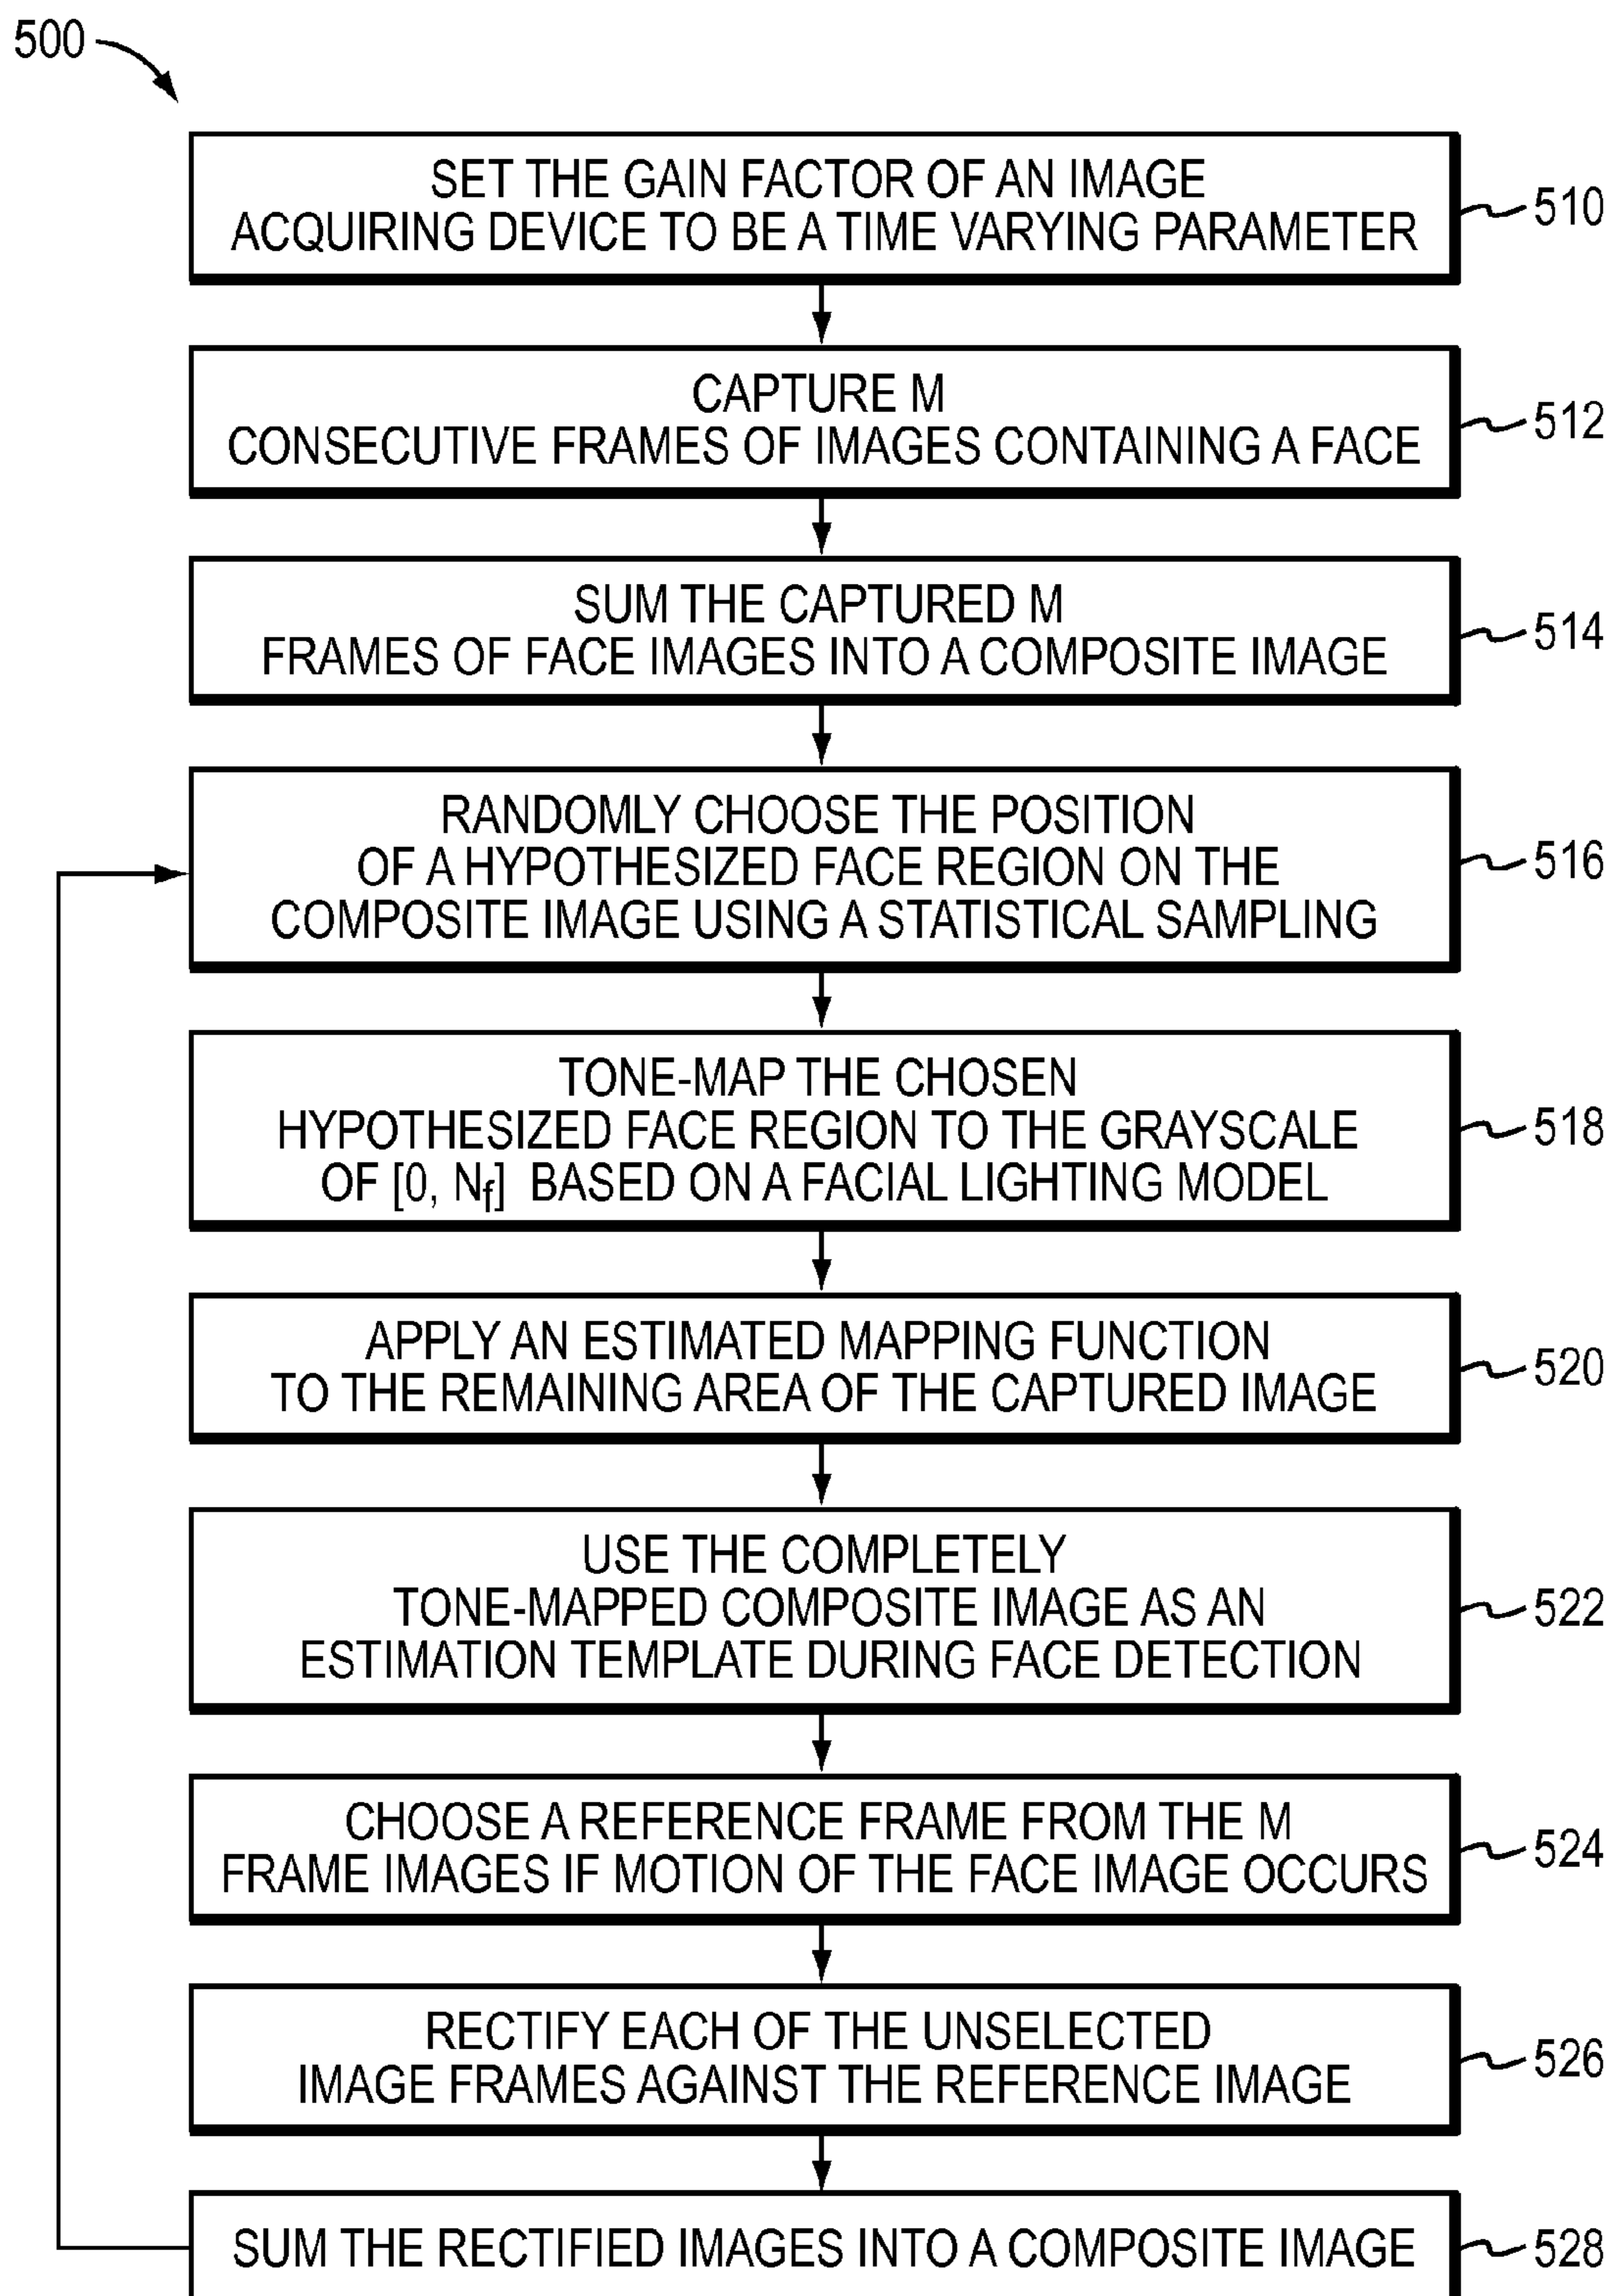 500
SET THE GAIN FACTOR OF AN IMAGE
ACQUIRING DEVICE TO BE A TIME VARYING PARAMETER
510
CAPTURE M
CONSECUTIVE FRAMES OF IMAGES CONTAINING A FACE
512
SUM THE CAPTURED M
FRAMES OF FACE IMAGES INTO A COMPOSITE IMAGE
514
RANDOMLY CHOOSE THE POSITION
OF A HYPOTHESIZED FACE REGION ON THE
COMPOSITE IMAGE USING A STATISTICAL SAMPLING
516
TONE-MAP THE CHOSEN
HYPOTHESIZED FACE REGION TO THE GRAYSCALE
OF [0, Nf] BASED ON A FACIAL LIGHTING MODEL
518
APPLY AN ESTIMATED MAPPING FUNCTION
TO THE REMAINING AREA OF THE CAPTURED IMAGE
520
USE THE COMPLETELY
TONE-MAPPED COMPOSITE IMAGE AS AN
ESTIMATION TEMPLATE DURING FACE DETECTION
522
CHOOSE A REFERENCE FRAME FROM THE M
FRAME IMAGES IF MOTION OF THE FACE IMAGE OCCURS
524
RECTIFY EACH OF THE UNSELECTED
IMAGE FRAMES AGAINST THE REFERENCE IMAGE
526
SUM THE RECTIFIED IMAGES INTO A COMPOSITE IMAGE
528